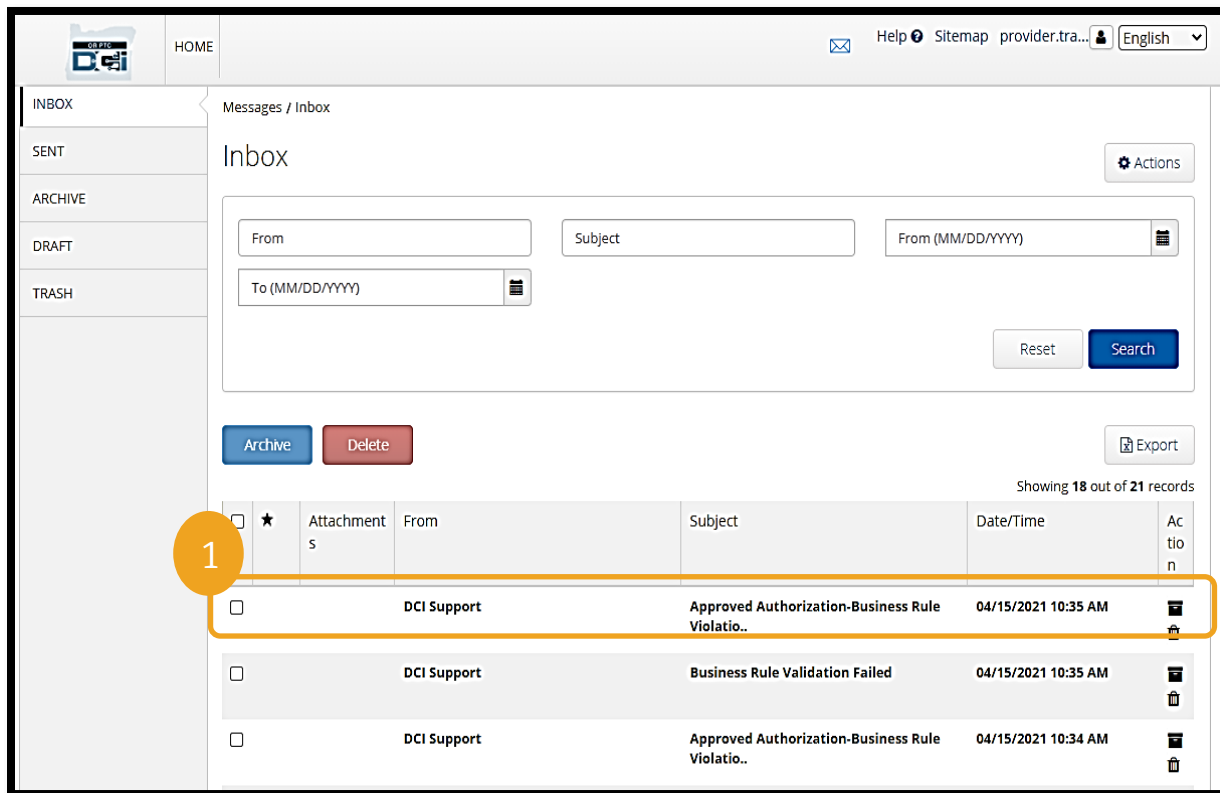 OR PTC
DCI
HOME
Help
Sitemap
provider.tra...
English
INBOX
SENT
ARCHIVE
DRAFT
TRASH
Messages / Inbox
Inbox
Actions
From
Subject
From (MM/DD/YYYY)
To (MM/DD/YYYY)
Reset
Search
Archive
Delete
Export
Showing 18 out of 21 records
Attachment
s
From
Subject
Date/Time
Ac
tio
n
1
DCI Support
Approved Authorization-Business Rule
Violatio..
04/15/2021 10:35 AM
DCI Support
Business Rule Validation Failed
04/15/2021 10:35 AM
DCI Support
Approved Authorization-Business Rule
Violatio..
04/15/2021 10:34 AM